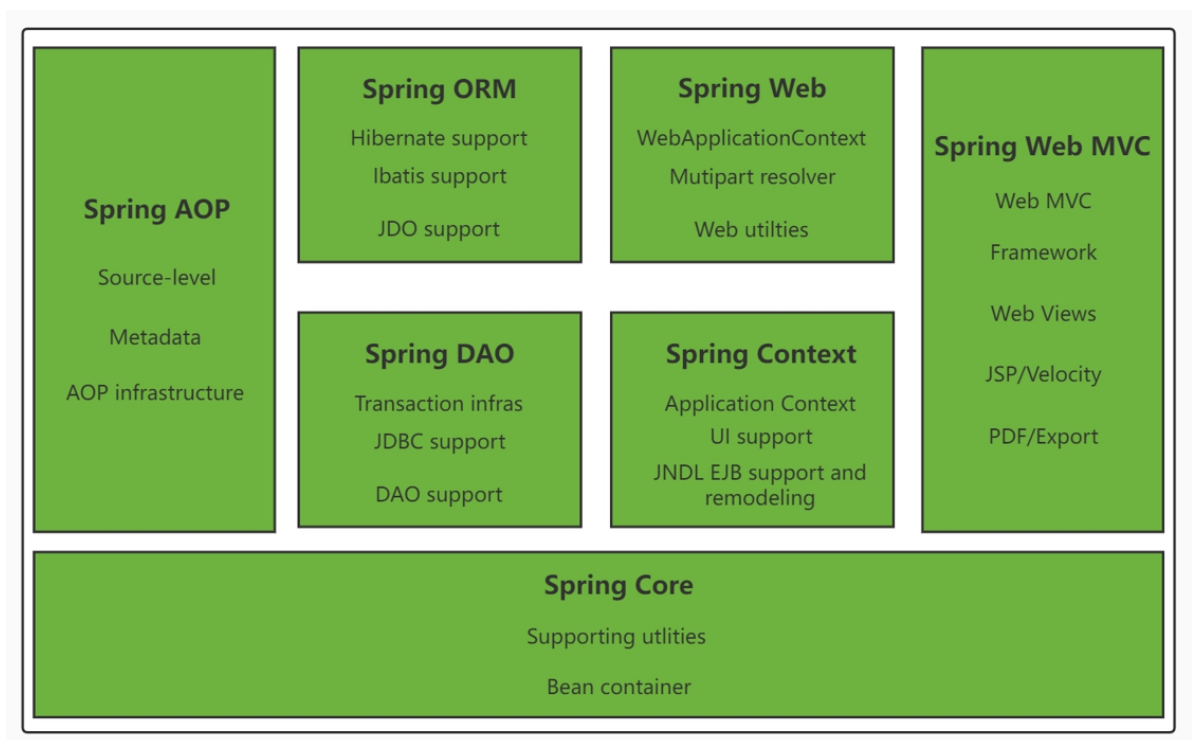 Spring AOP
Source-level
Metadata
AOP infrastructure
Spring ORM
Hibernate support
Ibatis support
JDO support
Spring Web
WebApplicationContext
Mutipart resolver
Web utilties
Spring DAO
Transaction infras
JDBC support
DAO support
Spring Context
Application Context
UI support
JNDL EJB support and
remodeling
Spring Web MVC
Web MVC
Framework
Web Views
JSP/Velocity
PDF/Export
Spring Core
Supporting utlities
Bean container